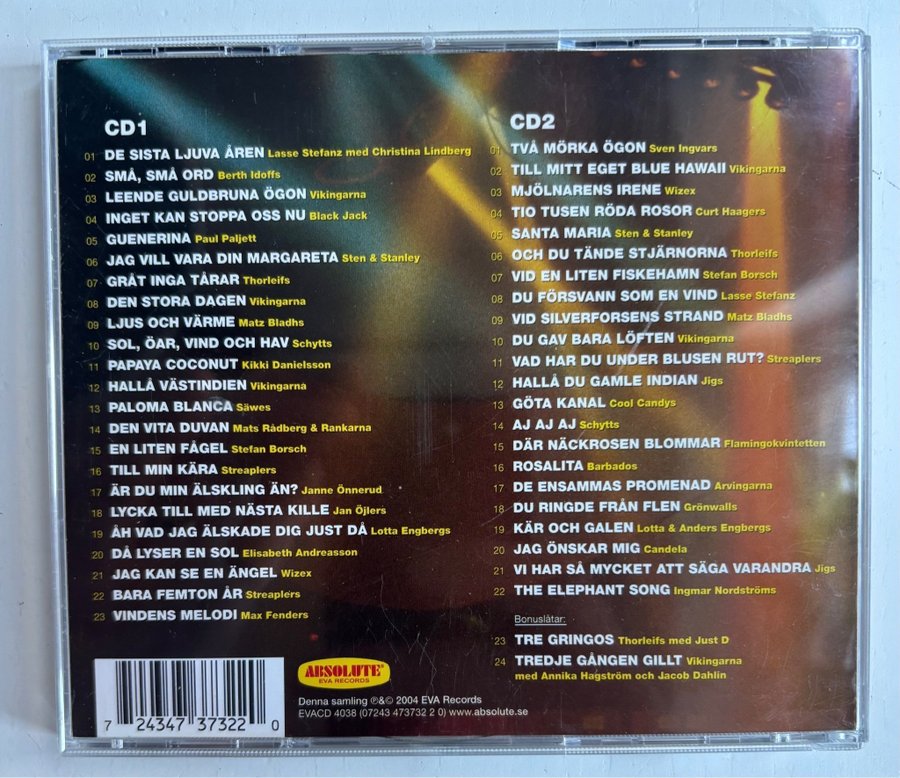 CD1
01 DE SISTA LJUVA ÅREN Lasse Stefanz med Christina Lindberg
02 SMÅ, SMÅ ORD Berth Idoffs
03 LEENDE GULDBRUNA ÖGON Vikingarna
04 INGET KAN STOPPA OSS NU Black Jack
05 GUENERINA Paul Paljett
06 JAG VILL VARA DIN MARGARETA Sten & Stanley
07 GRÅT INGA TÅRAR Thorleifs
08 DEN STORA DAGEN Vikingarna
09 LJUS OCH VÄRME Matz Bladhs
10 SOL, ÖAR, VIND OCH HAV Schytts
11 PAPAYA COCONUT Kikki Danielsson
12 HALLÅ VÄSTINDIEN Vikingarna
13 PALOMA BLANCA Säwes
14 DEN VITA DUVAN Mats Rådberg & Rankarna
15 EN LITEN FÅGEL Stefan Borsch
16 TILL MIN KÄRA Streaplers
17 ÄR DU MIN ÄLSKLING ÄN? Janne Önnerud
18 LYCKA TILL MED NÄSTA KILLE Jan Öjlers
19 ÅH VAD JAG ÄLSKADE DIG JUST DÅ Lotta Engbergs
20 DÅ LYSER EN SOL Elisabeth Andreasson
21 JAG KAN SE EN ÄNGEL Wizex
22 BARA FEMTON ÅR Streaplers
23 VINDENS MELODI Max Fenders
CD2
01 TVÅ MÖRKA ÖGON Sven Ingvars
02 TILL MITT EGET BLUE HAWAII Vikingarna
03 MJÖLNARENS IRENE Wizex
04 TIO TUSEN RÖDA ROSOR Curt Haagers
05 SANTA MARIA Sten & Stanley
06 OCH DU TÄNDE STJÄRNORNA Thorleifs
07 VID EN LITEN FISKEHAMN Stefan Borsch
08 DU FÖRSVANN SOM EN VIND Lasse Stefanz
09 VID SILVERFORSENS STRAND Matz Bladhs
10 DU GAV BARA LÖFTEN Vikingarna
11 VAD HAR DU UNDER BLUSEN RUT? Streaplers
12 HALLÅ DU GAMLE INDIAN Jigs
13 GÖTA KANAL Cool Candys
14 AJ AJ AJ Schytts
15 DÄR NÄCKROSEN BLOMMAR Flamingokvintetten
16 ROSALITA Barbados
17 DE ENSAMMAS PROMENAD Arvingarna
18 DU RINGDE FRÅN FLEN Grönwalls
19 KÄR OCH GALEN Lotta & Anders Engbergs
20 JAG ÖNSKAR MIG Candela
21 VI HAR SÅ MYCKET ATT SÄGA VARANDRA Jigs
22 THE ELEPHANT SONG Ingmar Nordströms
Bonuslåtar:
23 TRE GRINGOS Thorleifs med Just D
24 TREDJE GÅNGEN GILLT Vikingarna
med Annika Hagström och Jacob Dahlin
ABSOLUTE®
EVA RECORDS
Denna samling ℗&© 2004 EVA Records
EVACD 4038 (07243 473732 2 0) www.absolute.se
7 24347 37322 0